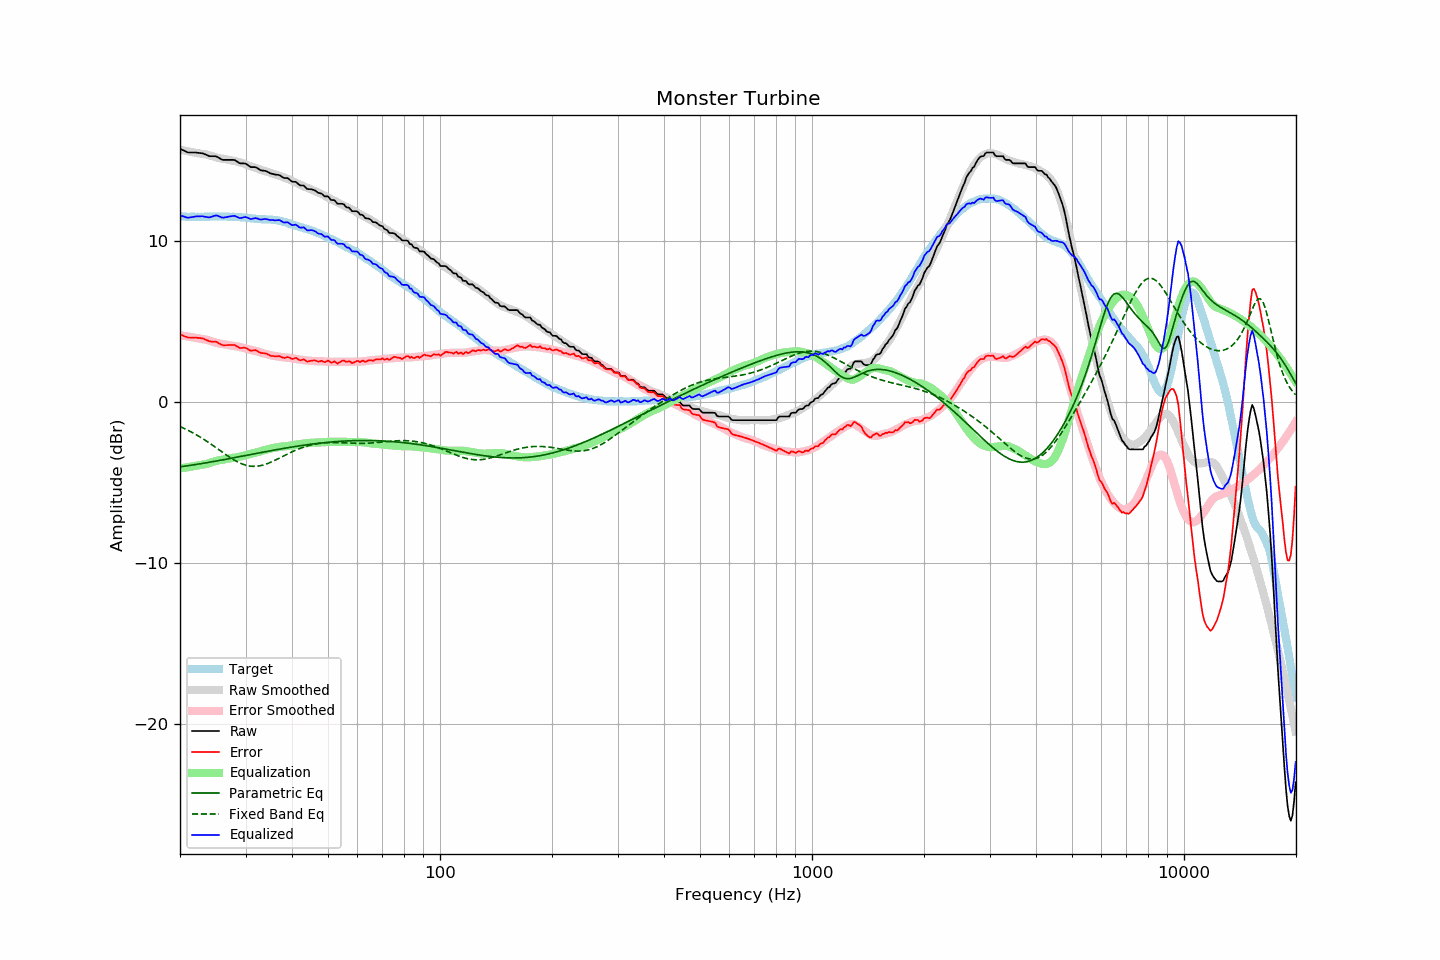 Monster Turbine
10
0
−10
−20
Amplitude (dBr)
100
1000
10000
Frequency (Hz)
Target
Raw Smoothed
Error Smoothed
Raw
Error
Equalization
Parametric Eq
Fixed Band Eq
Equalized